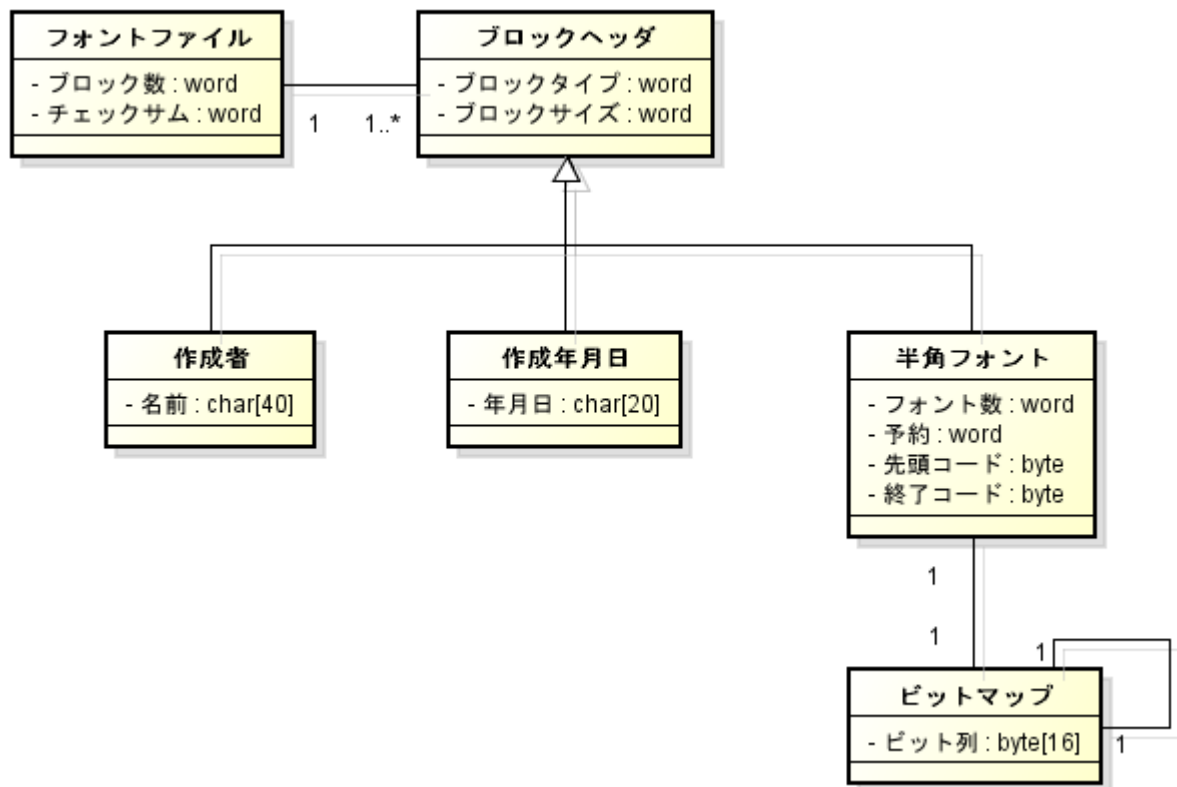 フォントファイル
- ブロック数 : word
- チェックサム : word
ブロックヘッダ
- ブロックタイプ : word
- ブロックサイズ : word
1
1..*
作成者
- 名前 : char[40]
作成年月日
- 年月日 : char[20]
半角フォント
- フォント数 : word
- 予約 : word
- 先頭コード : byte
- 終了コード : byte
1
1
1
ビットマップ
- ビット列 : byte[16]
1